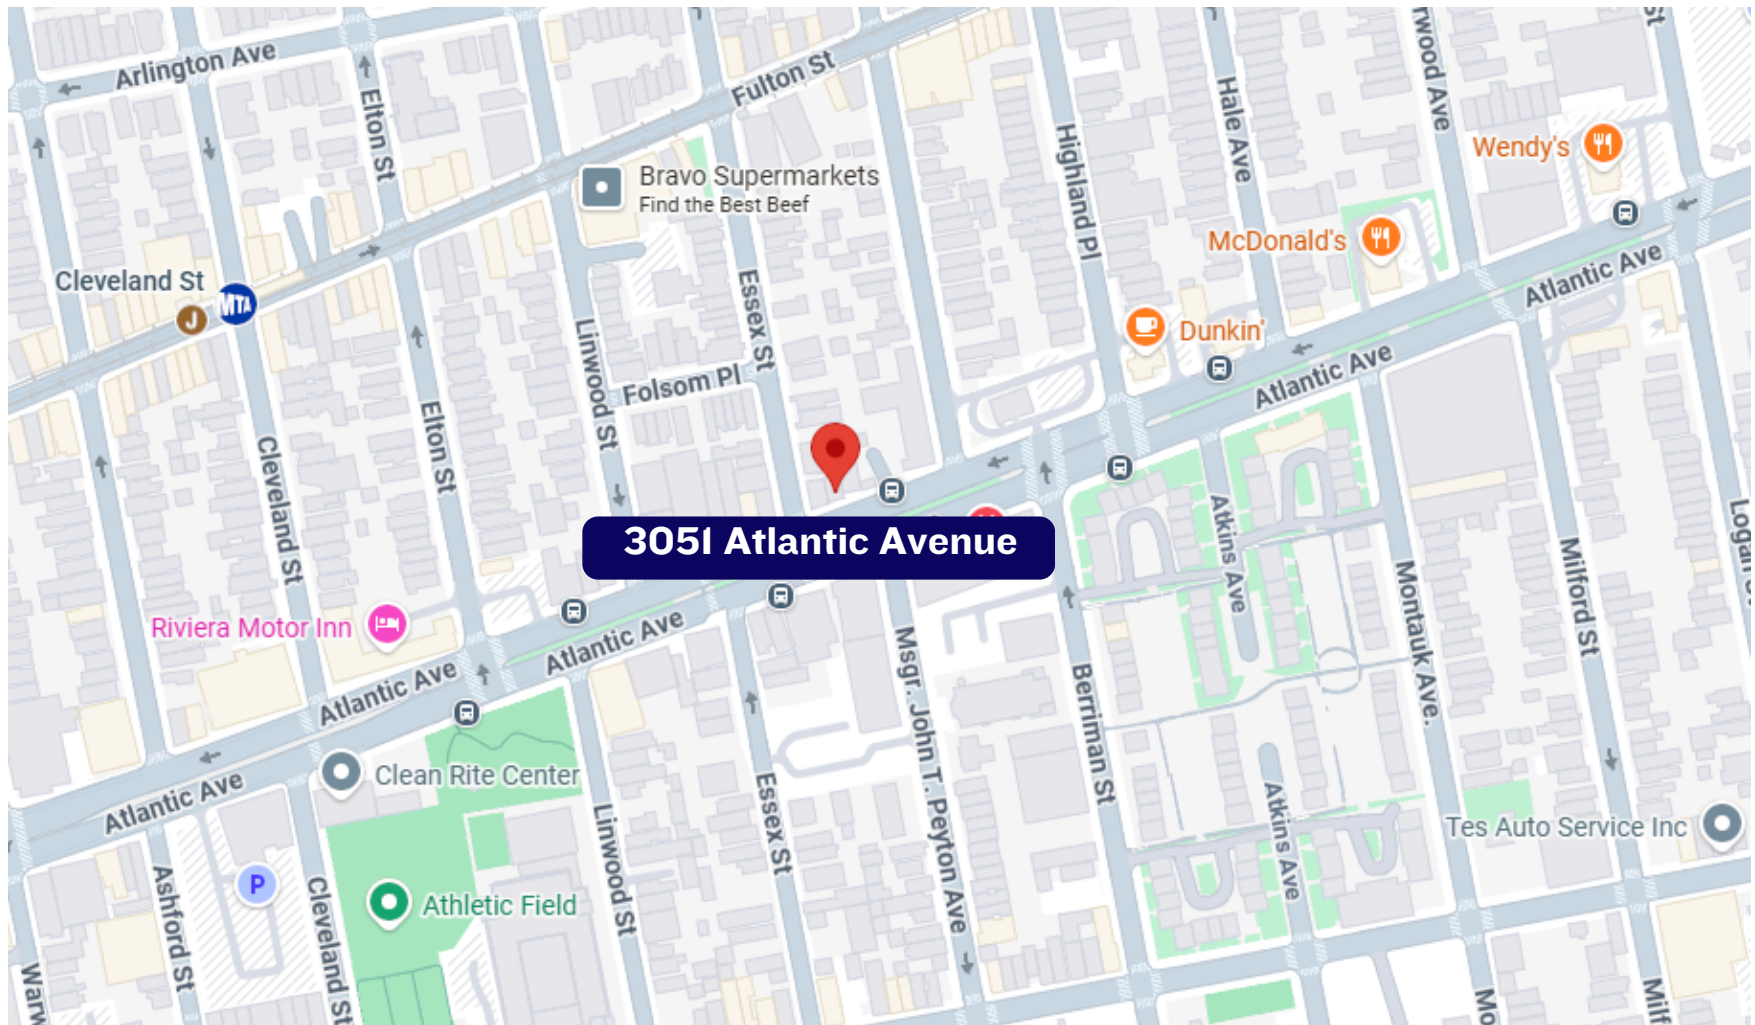 Arlington Ave
Elton St
Fulton St
Highland Pl
Hale Ave
Wendy's
Bravo Supermarkets
Find the Best Beef
McDonald's
Cleveland St
J
MTA
Essex St
Dunkin'
Atlantic Ave
Linwood St
Folsom Pl
Atlantic Ave
Elton St
Cleveland St
3051 Atlantic Avenue
Atkins Ave
Milford St
Montauk Ave.
Riviera Motor Inn
Atlantic Ave
Atlantic Ave
Msgr. John T. Peyton Ave
Berriman St
Clean Rite Center
Atlantic Ave
Essex St
Linwood St
Atkins Ave
Tes Auto Service Inc
Ashford St
P
Cleveland St
Athletic Field